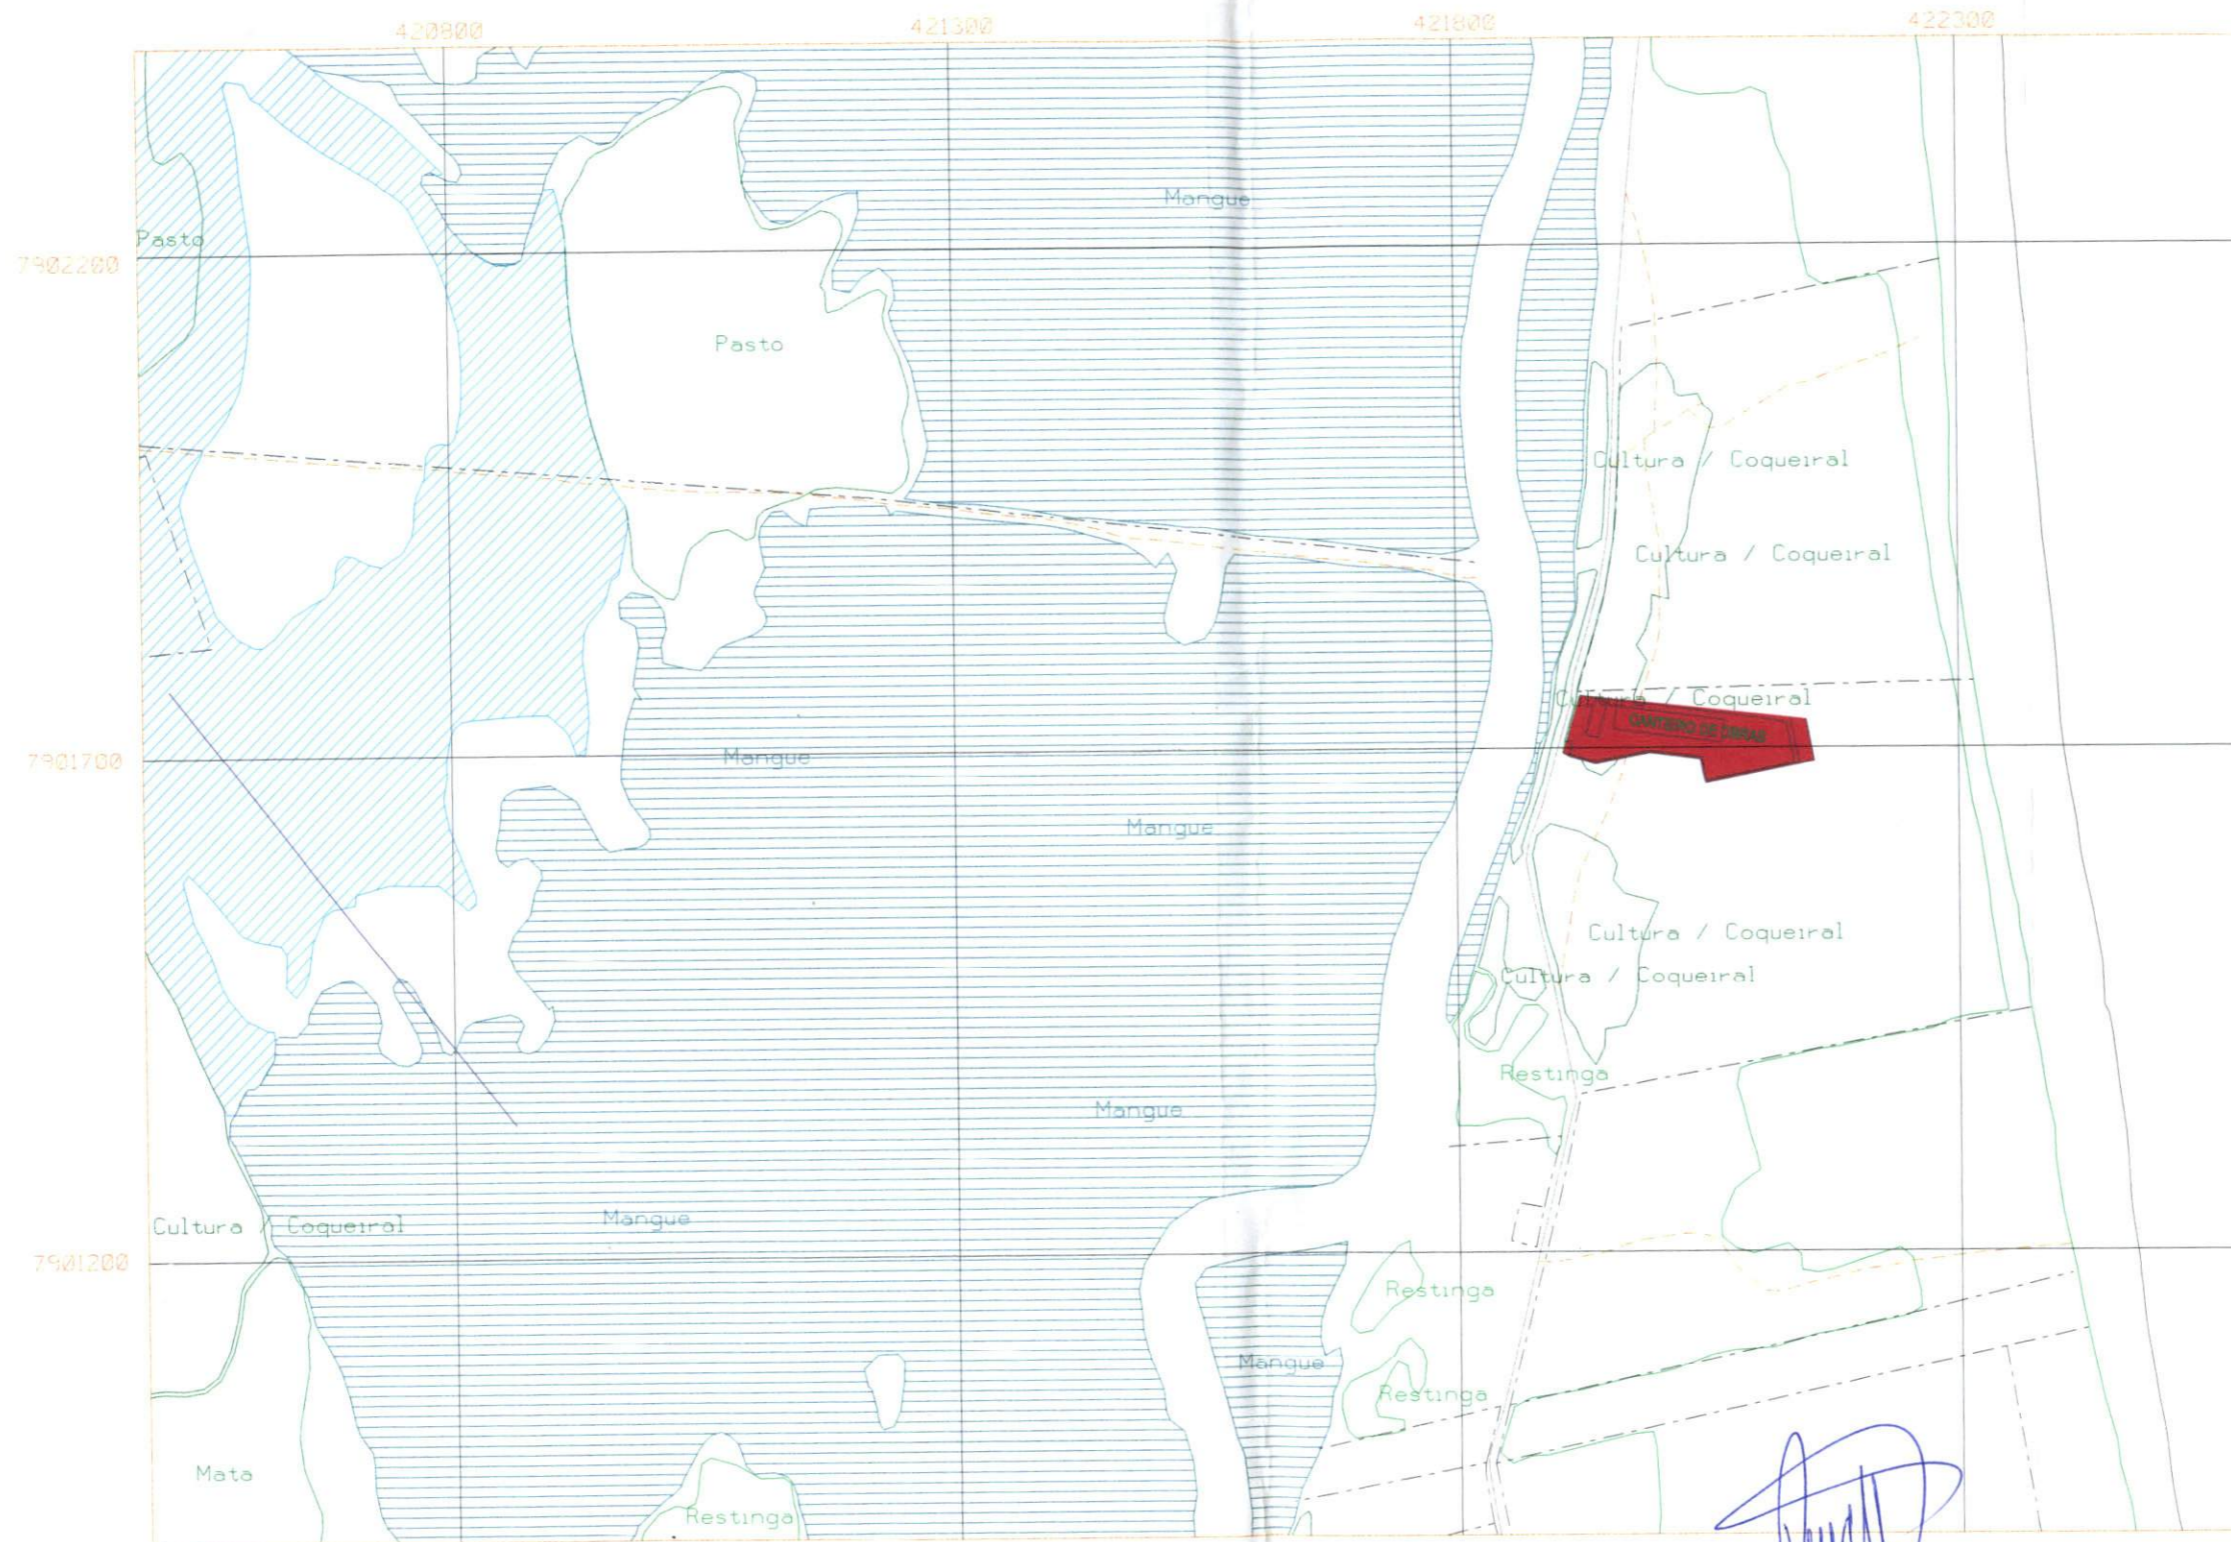 420800 421300 421800 422300
Mangue
Pasto
7902200
Pasto
Cultura / Coqueiral
Cultura / Coqueiral
Cultura / Coqueiral
CANTEIRO DE OBRAS
7901700
Mangue
Mangue
Cultura / Coqueiral
Cultura / Coqueiral
Restinga
Mangue
Mangue
Cultura / Coqueiral
7901200
Restinga
Mangue
Restinga
Mata
Restinga